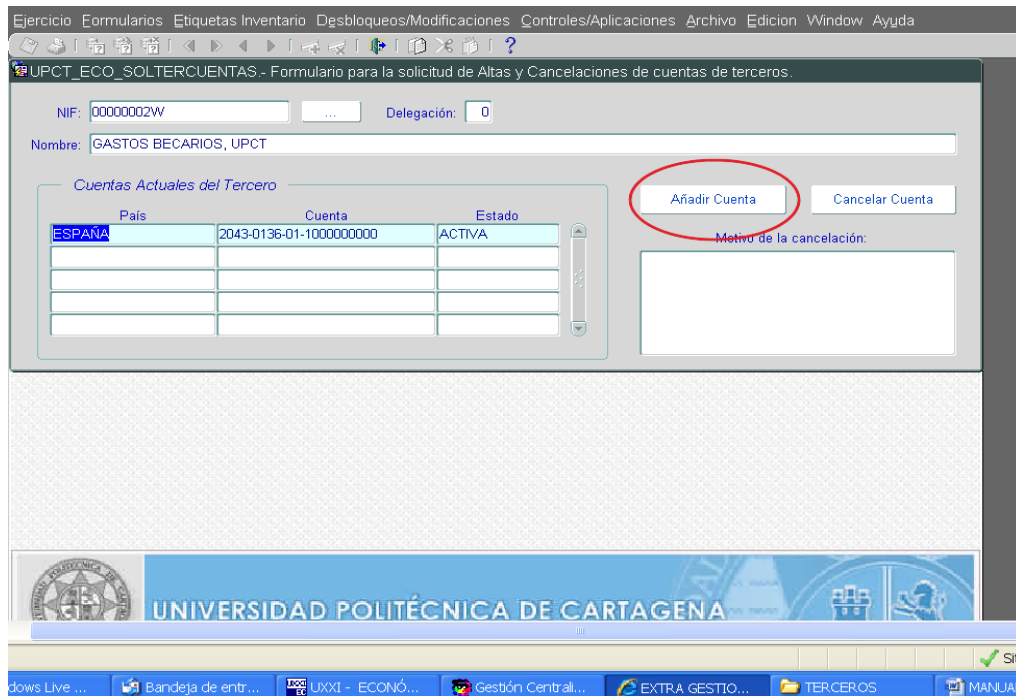 Ejercicio Formularios Etiquetas Inventario Desbloqueos/Modificaciones Controles/Aplicaciones Archivo Edicion Window Ayuda
UPCT_ECO_SOLTERCUENTAS.- Formulario para la solicitud de Altas y Cancelaciones de cuentas de terceros.
NIF: 00000002W ... Delegación: 0
Nombre: GASTOS BECARIOS, UPCT
Cuentas Actuales del Tercero
Añadir Cuenta Cancelar Cuenta
País Cuenta Estado
ESPAÑA 2043-0136-01-1000000000 ACTIVA
Motivo de la cancelación:
UNIVERSIDAD POLITÉCNICA DE CARTAGENA
Si
dows Live ... Bandeja de entr... UXXI - ECONÓ... Gestión Centrali... EXTRA GESTIO... TERCEROS MANUAL